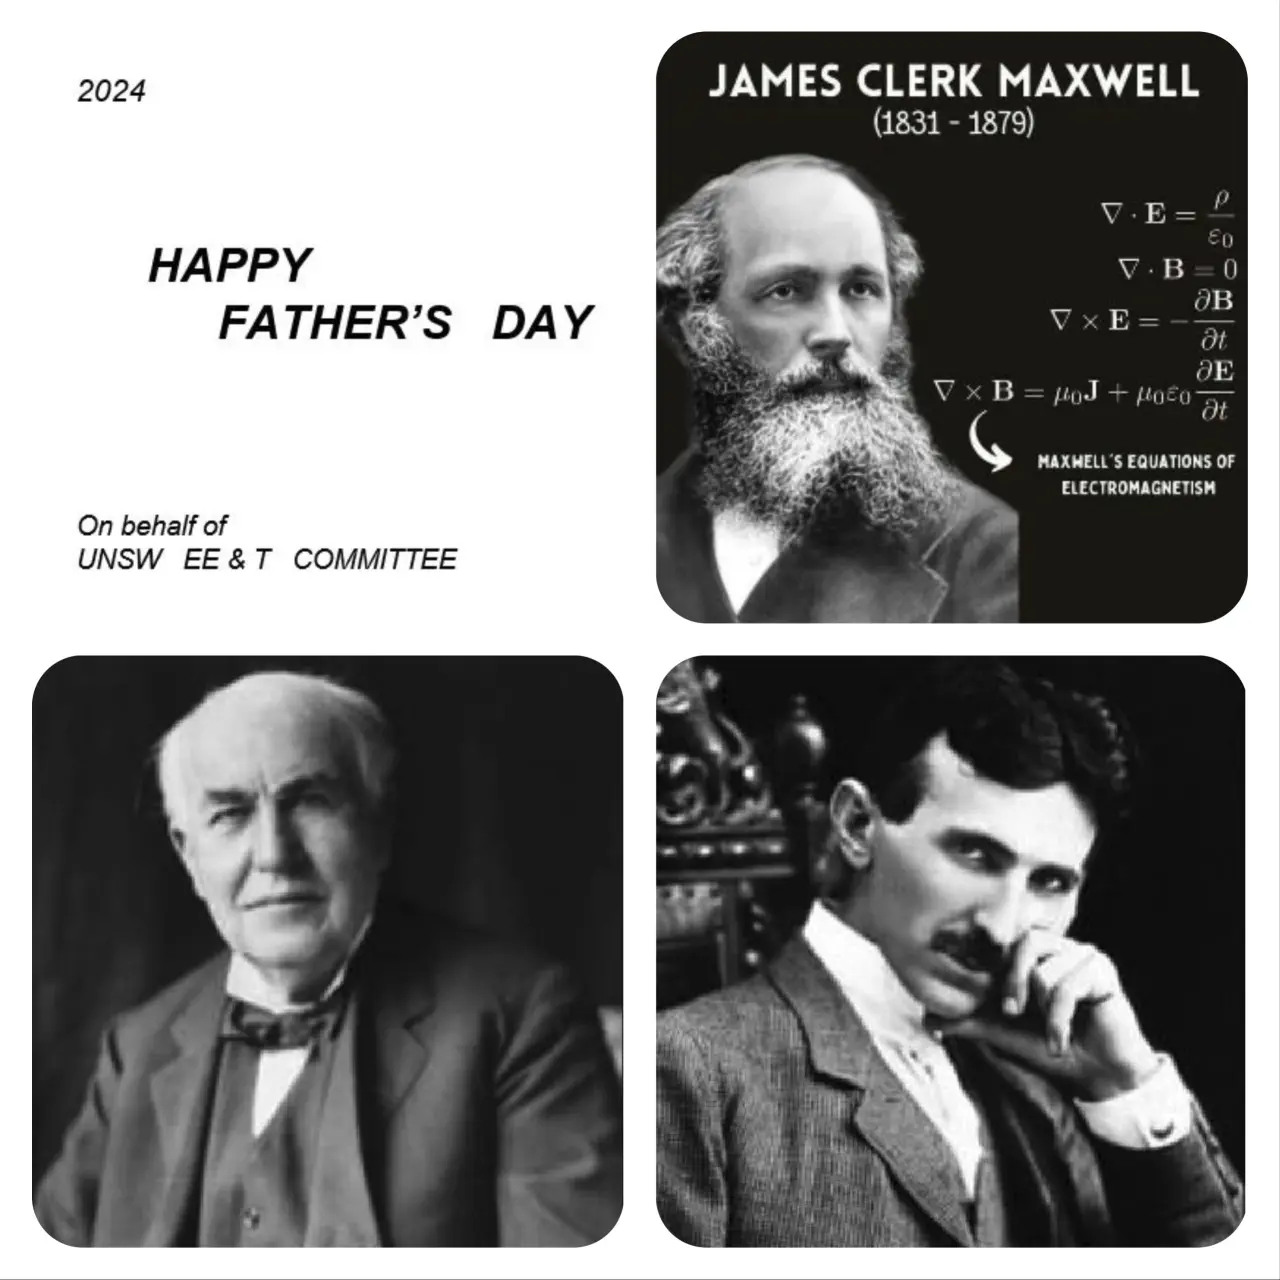 2024
HAPPY
FATHER’S DAY
On behalf of
UNSW EE & T COMMITTEE
JAMES CLERK MAXWELL
(1831 - 1879)
∇ · E = ρ/ε₀
∇ · B = 0
∇ × E = −∂B/∂t
∇ × B = μ₀J + μ₀ε₀ ∂E/∂t
MAXWELL'S EQUATIONS OF
ELECTROMAGNETISM